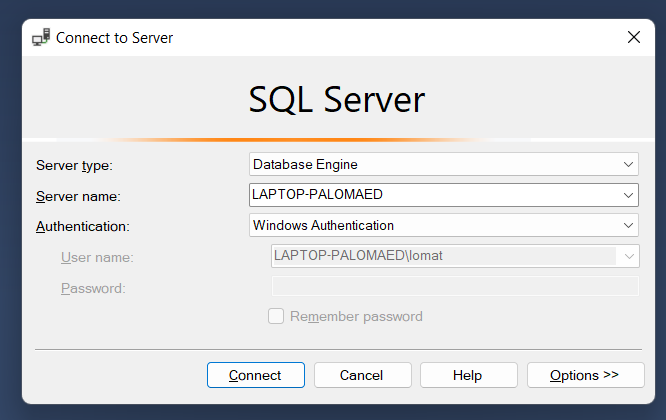 Connect to Server
SQL Server
Server type: Database Engine
Server name: LAPTOP-PALOMAED
Authentication: Windows Authentication
User name: LAPTOP-PALOMAED\lomat
Password:
Remember password
Connect Cancel Help Options >>